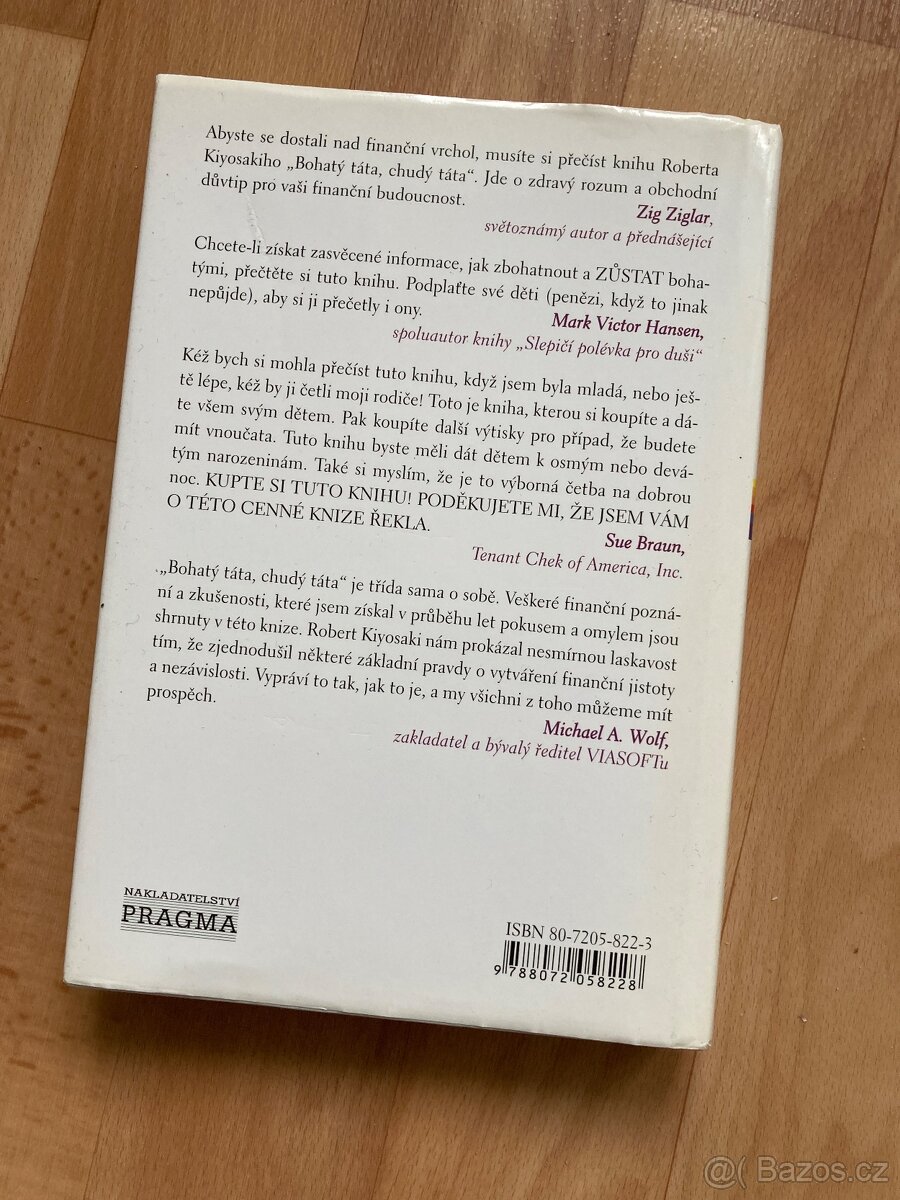 Abyste se dostali nad finanční vrchol, musíte si přečíst knihu Roberta
Kiyosakího „Bohatý táta, chudý táta“. Jde o zdravý rozum a obchodní
důvtip pro vaši finanční budoucnost.
Zig Ziglar,
světoznámý autor a přednášející
Chcete-li získat zasvěcené informace, jak zbohatnout a ZŮSTAT boha-
tými, přečtěte si tuto knihu. Podplaťte své děti (penězi, když to jinak
nepůjde), aby si ji přečetly i ony.
Mark Victor Hansen,
spoluautor knihy „Slepičí polévka pro duši“
Kéž bych si mohla přečíst tuto knihu, když jsem byla mladá, nebo ješ-
tě lépe, kéž by ji četli moji rodiče! Toto je kniha, kterou si koupíte a dá-
te všem svým dětem. Pak koupíte další výtisky pro případ, že budete
mít vnoučata. Tuto knihu byste měli dát dětem k osmým nebo devá-
tým narozeninám. Také si myslím, že je to výborná četba na dobrou
noc. KUPTE SI TUTO KNIHU! PODĚKUJETE MI, ŽE JSEM VÁM
O TÉTO CENNÉ KNIZE ŘEKLA.
Sue Braun,
Tenant Chek of America, Inc.
„Bohatý táta, chudý táta“ je třída sama o sobě. Veškeré finanční pozná-
ní a zkušenosti, které jsem získal v průběhu let pokusem a omylem jsou
shrnuty v této knize. Robert Kiyosaki nám prokázal nesmírnou laskavost
tím, že zjednodušil některé základní pravdy o vytváření finanční jistoty
a nezávislosti. Vypráví to tak, jak to je, a my všichni z toho můžeme mít
prospěch.
Michael A. Wolf,
zakladatel a bývalý ředitel VIASOFTu
NAKLADATELSTVÍ
PRAGMA
ISBN 80-7205-822-3
9 788072 058228
@( Bazos.cz